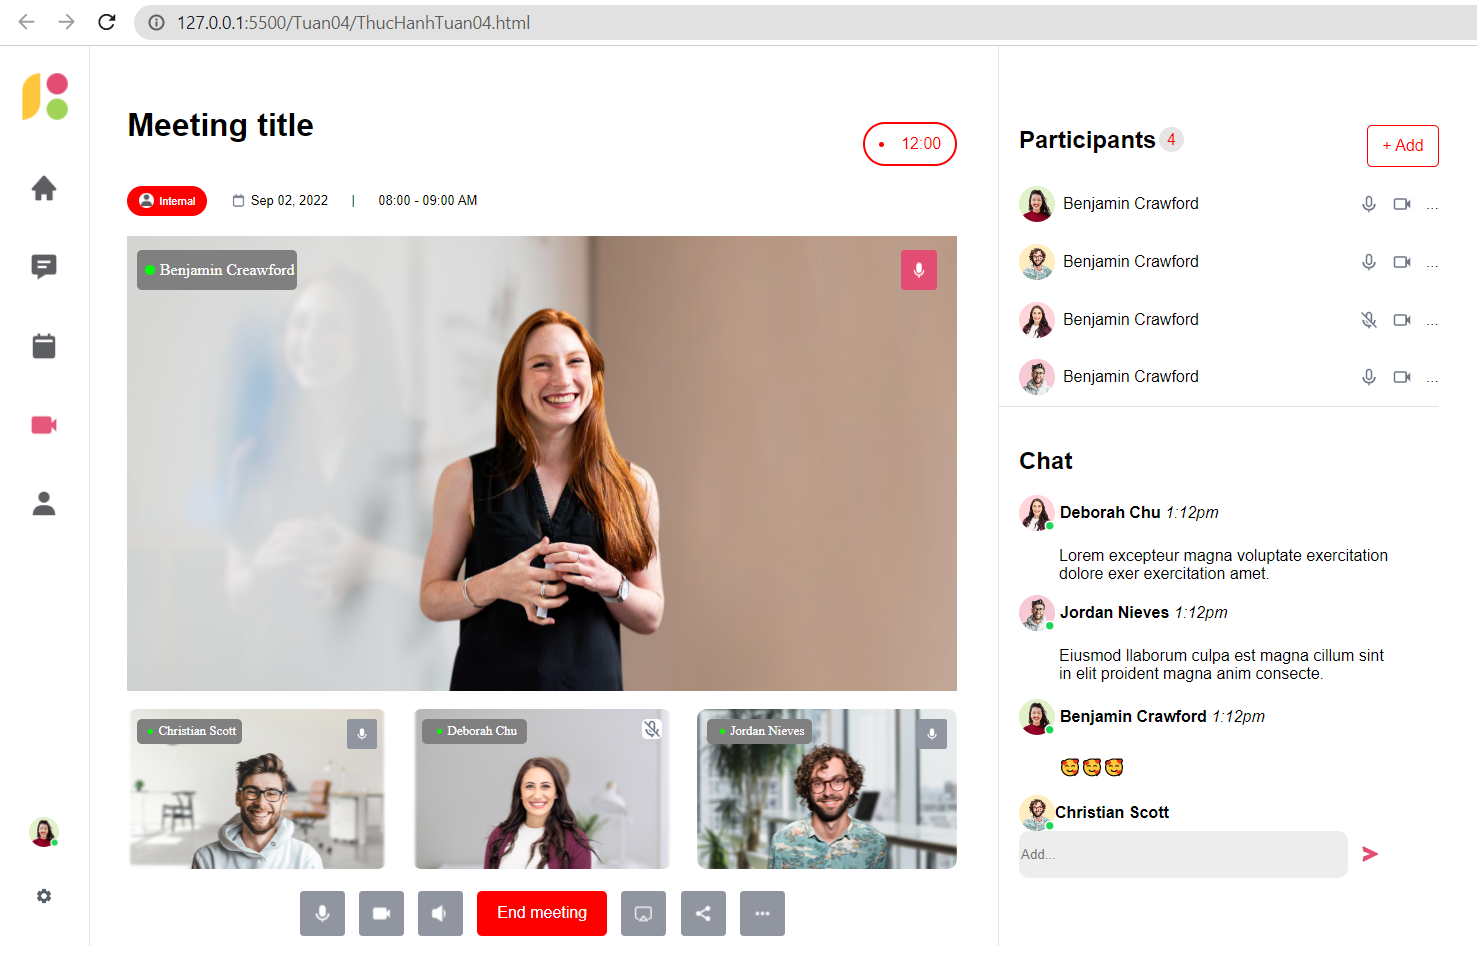 127.0.0.1:5500/Tuan04/ThucHanhTuan04.html
Meeting title
12:00
Internal
Sep 02, 2022 | 08:00 - 09:00 AM
Benjamin Creawford
Christian Scott
Deborah Chu
Jordan Nieves
End meeting
Participants 4
+ Add
Benjamin Crawford ...
Benjamin Crawford ...
Benjamin Crawford ...
Benjamin Crawford ...
Chat
Deborah Chu 1:12pm
Lorem excepteur magna voluptate exercitation
dolore exer exercitation amet.
Jordan Nieves 1:12pm
Eiusmod llaborum culpa est magna cillum sint
in elit proident magna anim consecte.
Benjamin Crawford 1:12pm
🥰🥰🥰
Christian Scott
Add...